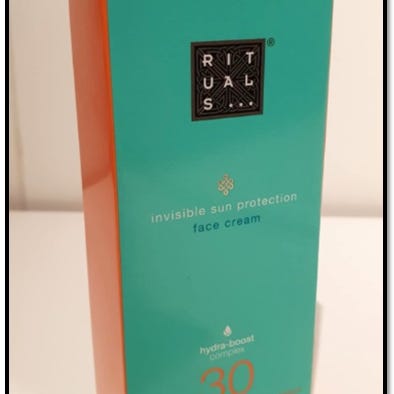 RIT
UAL
S...
®
invisible sun protection
face cream
hydra-boost
complex
30